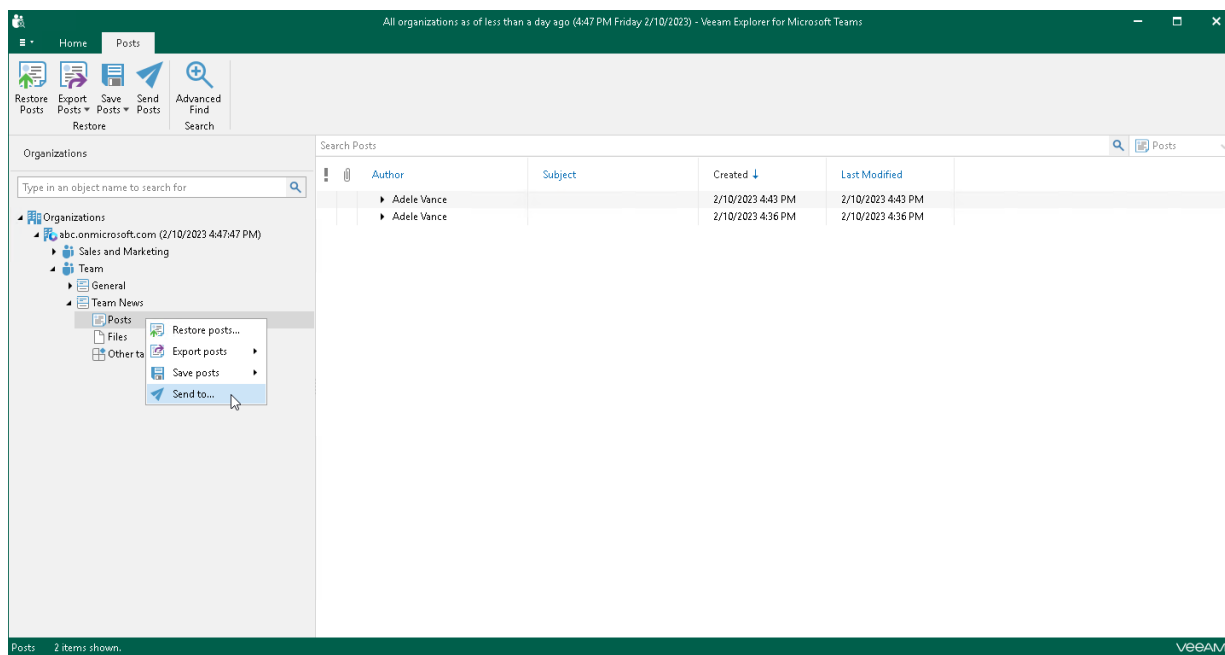 All organizations as of less than a day ago (4:47 PM Friday 2/10/2023) - Veeam Explorer for Microsoft Teams
Home Posts
Restore Posts
Export Posts
Save Posts
Send Posts
Advanced Find
Restore
Search
Organizations
Type in an object name to search for
Organizations
abc.onmicrosoft.com (2/10/2023 4:47:47 PM)
Sales and Marketing
Team
General
Team News
Posts
Files
Other ta
Restore posts...
Export posts
Save posts
Send to...
Search Posts
Posts
! Author Subject Created ↓ Last Modified
Adele Vance 2/10/2023 4:43 PM 2/10/2023 4:43 PM
Adele Vance 2/10/2023 4:36 PM 2/10/2023 4:36 PM
Posts 2 items shown.
veeAM